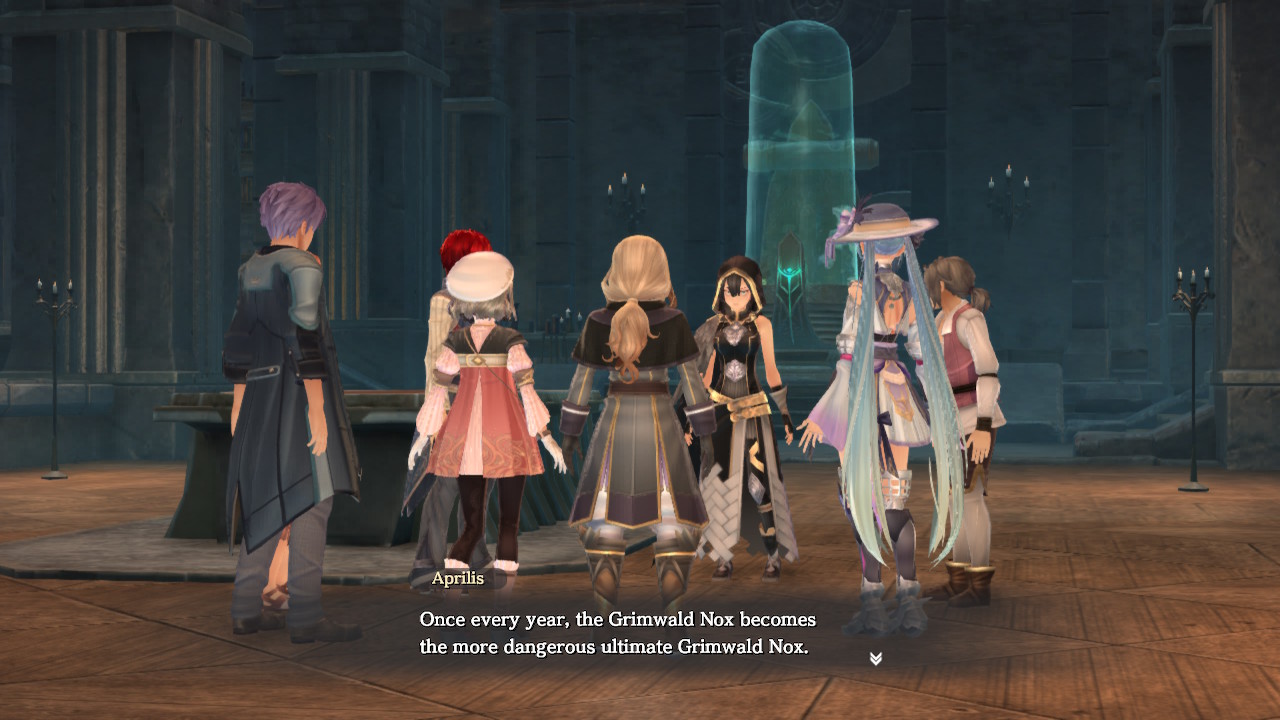 Aprilis
Once every year, the Grimwald Nox becomes
the more dangerous ultimate Grimwald Nox.